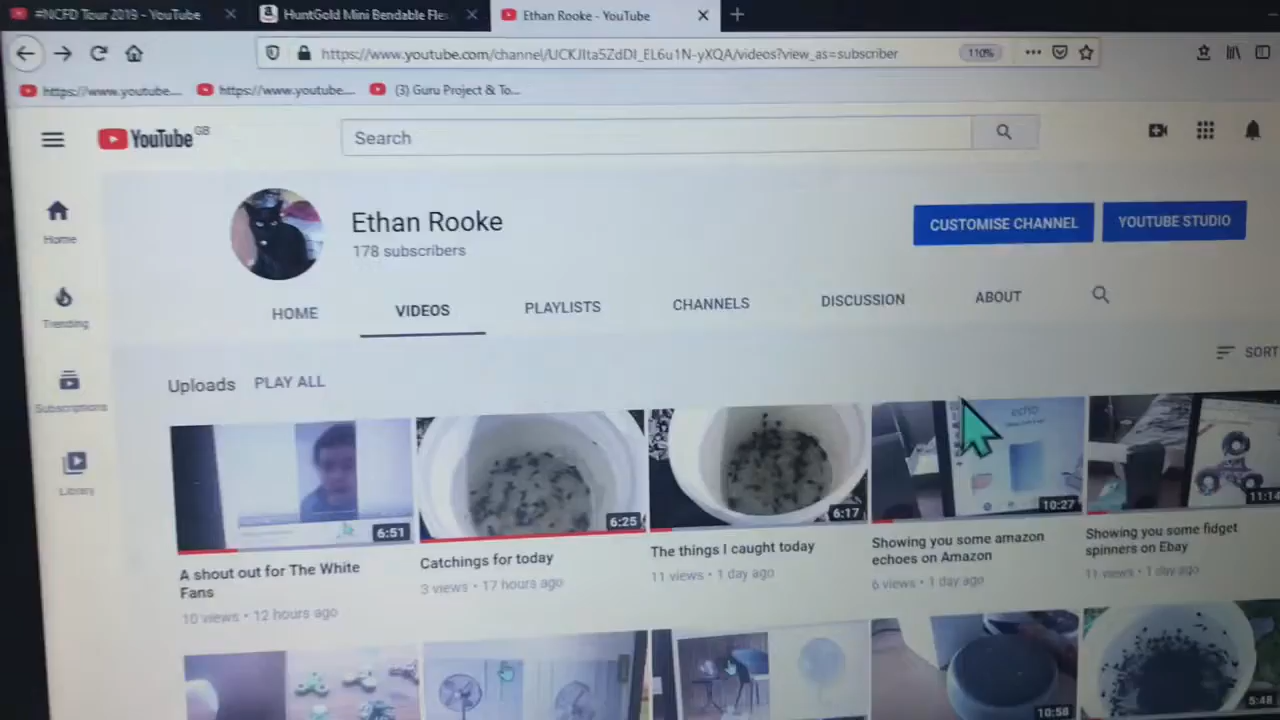 #NCFD Tour 2019 - YouTube
HuntGold Mini Bendable Fle
Ethan Rooke - YouTube
https://www.youtube.com/channel/UCKJIta5ZdDI_EL6u1N-yXQA/videos?view_as=subscriber
110%
https://www.youtube....
https://www.youtube....
(3) Guru Project & To...
YouTube GB
Search
Home
Trending
Subscriptions
Library
Ethan Rooke
178 subscribers
CUSTOMISE CHANNEL
YOUTUBE STUDIO
HOME
VIDEOS
PLAYLISTS
CHANNELS
DISCUSSION
ABOUT
SORT
Uploads
PLAY ALL
echo
6:51
6:25
6:17
10:27
11:14
A shout out for The White
Fans
10 views • 12 hours ago
Catchings for today
3 views • 17 hours ago
The things I caught today
11 views • 1 day ago
Showing you some amazon
echoes on Amazon
6 views • 1 day ago
Showing you some fidget
spinners on Ebay
11 views • 1 day ago
10:58
5:48